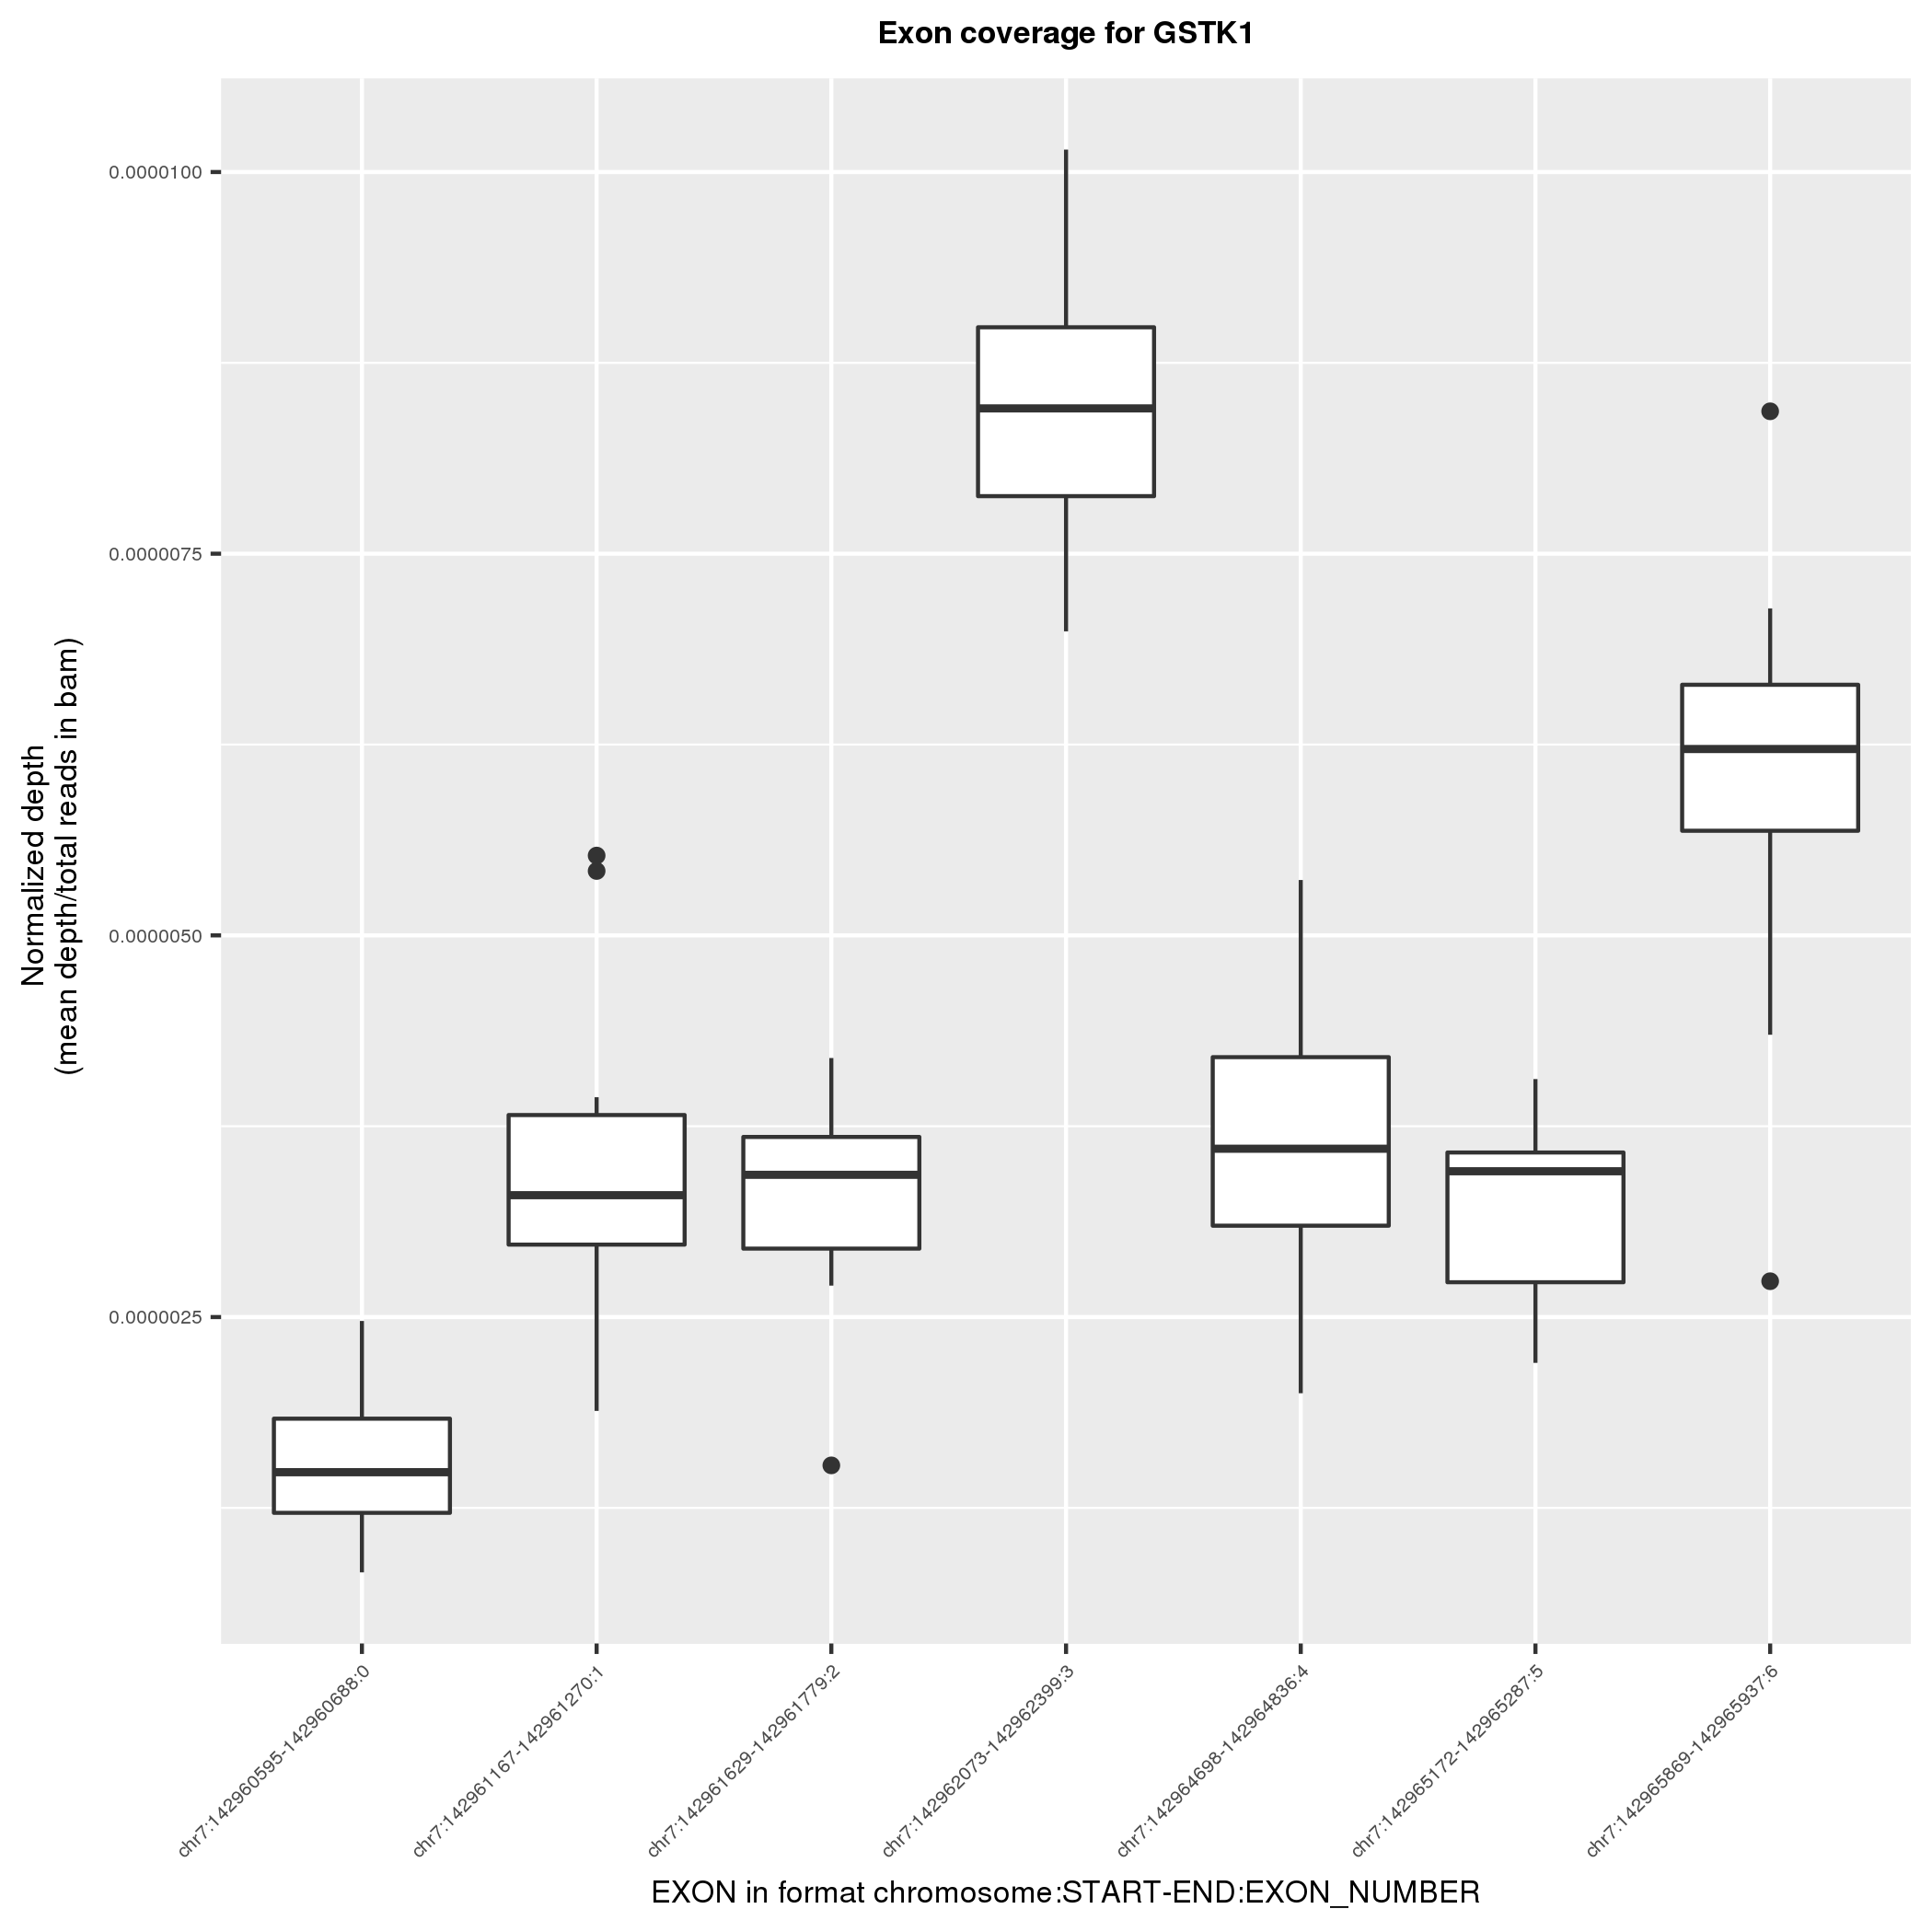 Exon coverage for GSTK1
0.0000100
0.0000075
0.0000050
0.0000025
Normalized depth
(mean depth/total reads in bam)
chr7:142960595-142960688:0
chr7:142961167-142961270:1
chr7:142961629-142961779:2
chr7:142962073-142962399:3
chr7:142964698-142964836:4
chr7:142965172-142965287:5
chr7:142965869-142965937:6
EXON in format chromosome:START-END:EXON_NUMBER